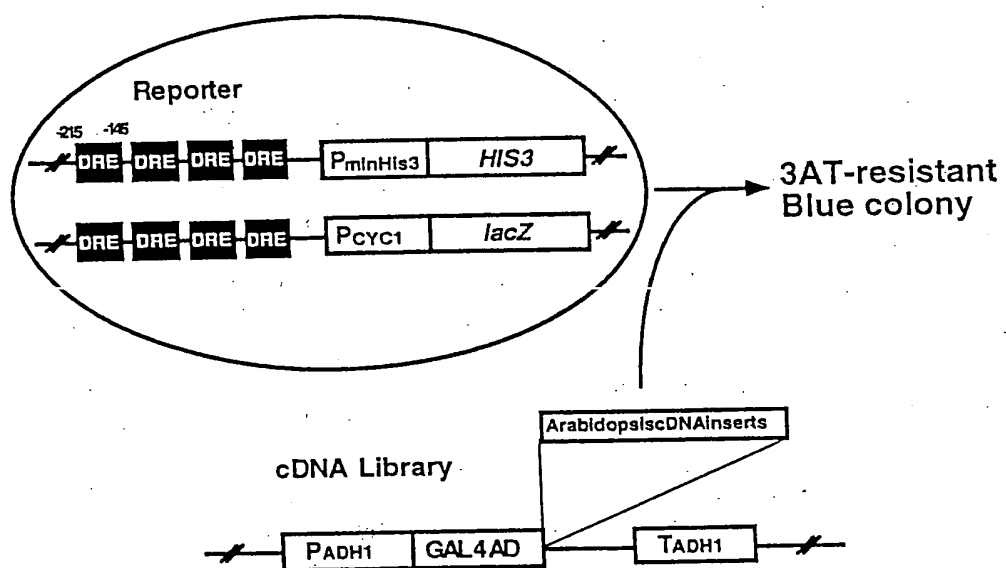 Reporter
-215 -145
DRE DRE DRE DRE PminHis3 HIS3
DRE DRE DRE DRE PCYC1 lacZ
3AT-resistant
Blue colony
ArabidopsiscDNAinserts
cDNA Library
PADH1 GAL4AD TADH1